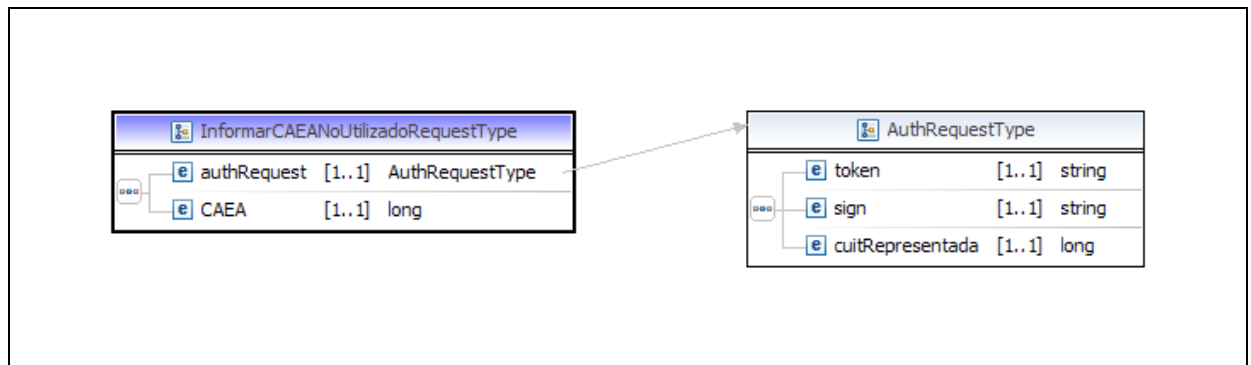 InformarCAEANoUtilizadoRequestType
authRequest [1..1] AuthRequestType
CAEA [1..1] long
AuthRequestType
token [1..1] string
sign [1..1] string
cuitRepresentada [1..1] long